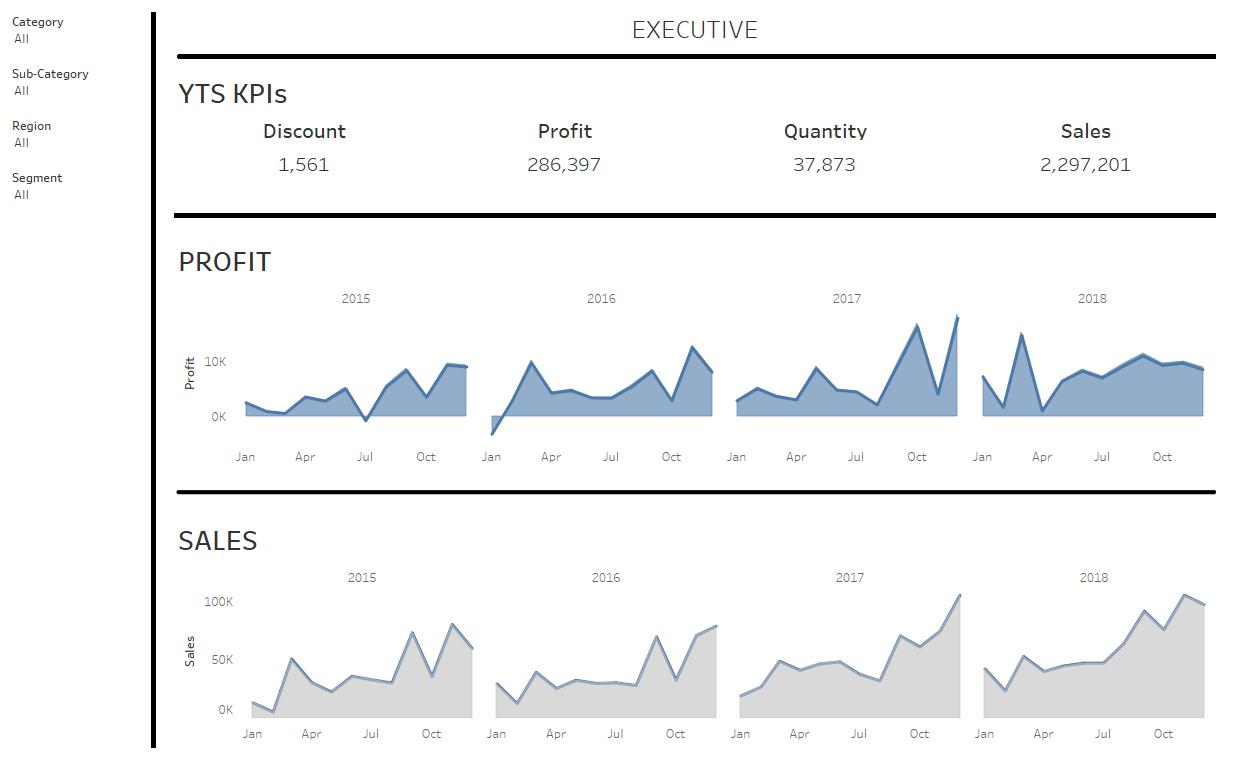 Category
All
Sub-Category
All
Region
All
Segment
All
EXECUTIVE
YTS KPIs
Discount Profit Quantity Sales
1,561 286,397 37,873 2,297,201
PROFIT
2015 2016 2017 2018
Profit
10K
0K
Jan Apr Jul Oct Jan Apr Jul Oct Jan Apr Jul Oct Jan Apr Jul Oct
SALES
2015 2016 2017 2018
Sales
100K
50K
0K
Jan Apr Jul Oct Jan Apr Jul Oct Jan Apr Jul Oct Jan Apr Jul Oct